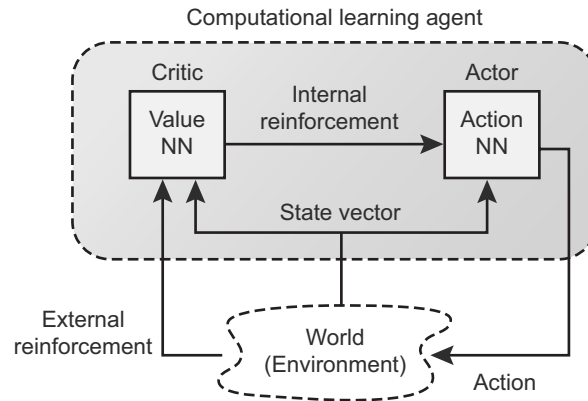 Computational learning agent
Critic
Actor
Value
NN
Internal
reinforcement
Action
NN
State vector
External
reinforcement
World
(Environment)
Action